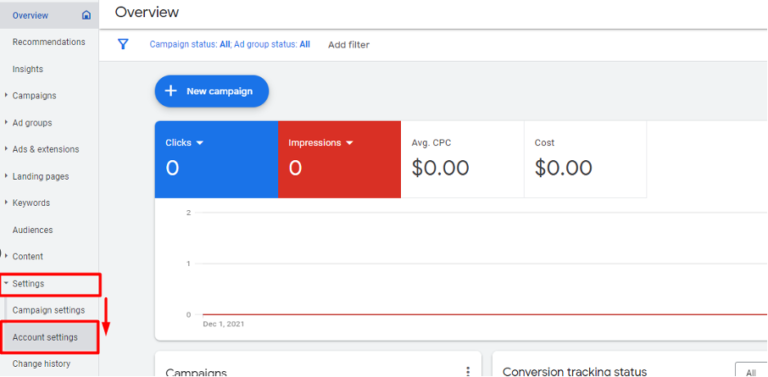 Overview
Recommendations
Insights
Campaigns
Ad groups
Ads & extensions
Landing pages
Keywords
Audiences
Content
Settings
Campaign settings
Account settings
Change history
Overview
Campaign status: All; Ad group status: All Add filter
+ New campaign
Clicks Impressions Avg. CPC Cost
0 0 $0.00 $0.00
2
1
0
Dec 1, 2021
Campaigns Conversion tracking status All